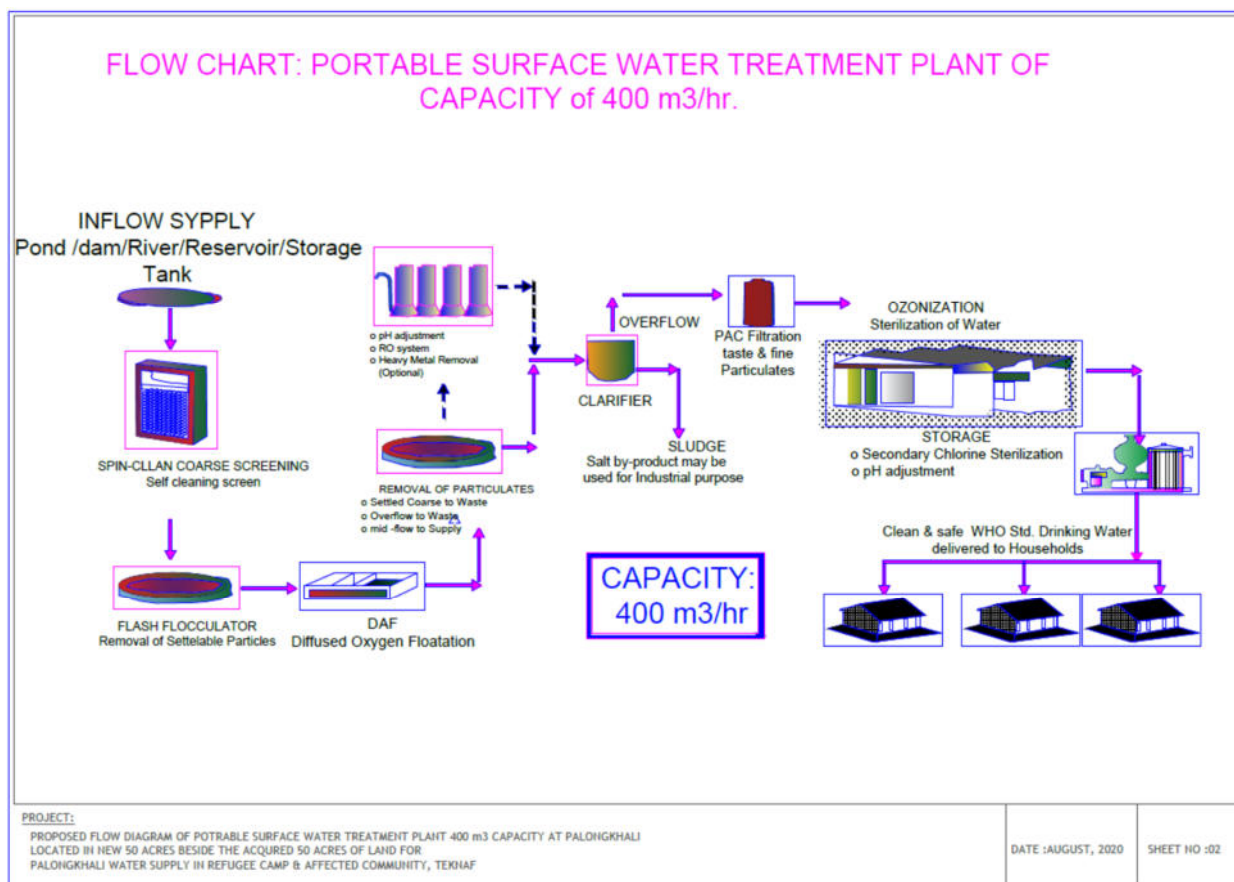 FLOW CHART: PORTABLE SURFACE WATER TREATMENT PLANT OF
CAPACITY of 400 m3/hr.
INFLOW SYPPLY
Pond /dam/River/Reservoir/Storage
Tank
SPIN-CLLAN COARSE SCREENING
Self cleaning screen
FLASH FLOCCULATOR
Removal of Settelable Particles
DAF
Diffused Oxygen Floatation
o pH adjustment
o RO system
o Heavy Metal Removal
(Optional)
REMOVAL OF PARTICULATES
o Settled Coarse to Waste
o Overflow to Waste
o mid -flow to Supply
CLARIFIER
OVERFLOW
SLUDGE
Salt by-product may be
used for Industrial purpose
PAC Filtration
taste & fine
Particulates
OZONIZATION
Sterilization of Water
STORAGE
o Secondary Chlorine Sterilization
o pH adjustment
Clean & safe WHO Std. Drinking Water
delivered to Households
CAPACITY:
400 m3/hr
PROJECT:
PROPOSED FLOW DIAGRAM OF POTRABLE SURFACE WATER TREATMENT PLANT 400 m3 CAPACITY AT PALONGKHALI
LOCATED IN NEW 50 ACRES BESIDE THE ACQURED 50 ACRES OF LAND FOR
PALONGKHALI WATER SUPPLY IN REFUGEE CAMP & AFFECTED COMMUNITY, TEKNAF
DATE :AUGUST, 2020
SHEET NO :02